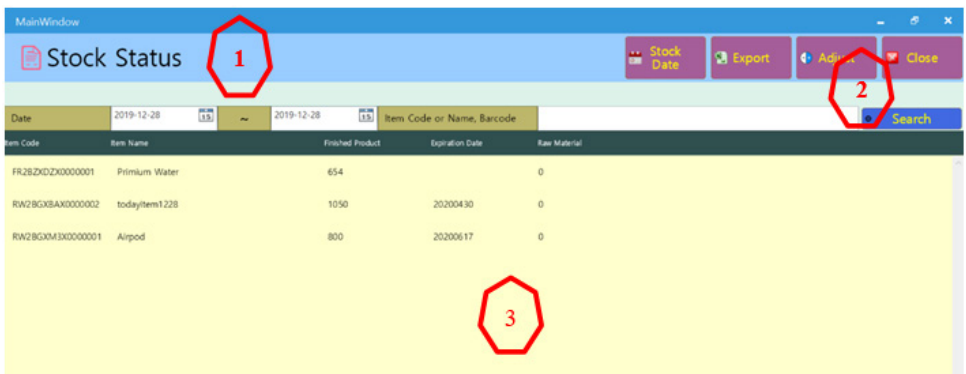 MainWindow
Stock Status
1
Stock Date
Export
Adjust
Close
2
Date
2019-12-28
15
~
2019-12-28
15
Item Code or Name, Barcode
Search
Item Code Item Name Finished Product Expiration Date Raw Material
FR2BZXDZX0000001 Primium Water 654 0
RW2BGXBAX0000002 todayitem1228 1050 20200430 0
RW2BGXM3X0000001 Airpod 800 20200617 0
3